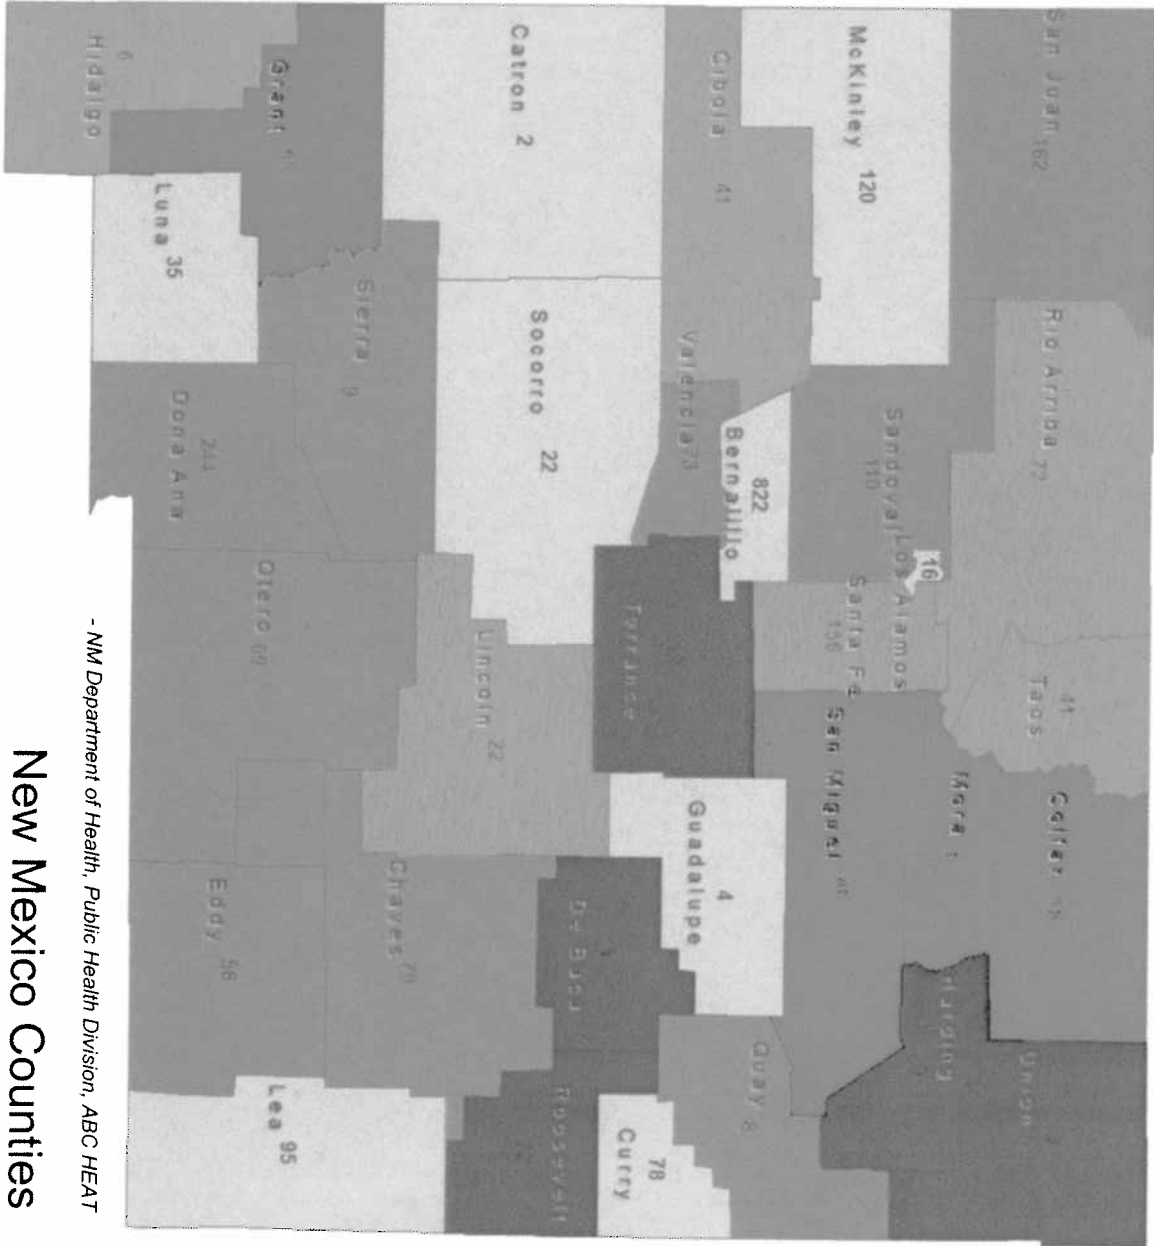 San Juan 162
Rio Arriba 72
Taos 41
Colfax
Mora
Union
Harding
McKinley 120
Sandoval 110
Los Alamos 16
Santa Fe 156
San Miguel
Cibola 41
Valencia 73
Bernalillo 822
Torrance
Guadalupe 4
Quay 8
Curry 78
Catron 2
Socorro 22
Lincoln 22
De Baca 1
Roosevelt
Grant
Sierra 9
Chaves 78
Hidalgo 6
Luna 35
Dona Ana 244
Otero 60
Eddy 56
Lea 95
- NM Department of Health, Public Health Division, ABC HEAT
New Mexico Counties